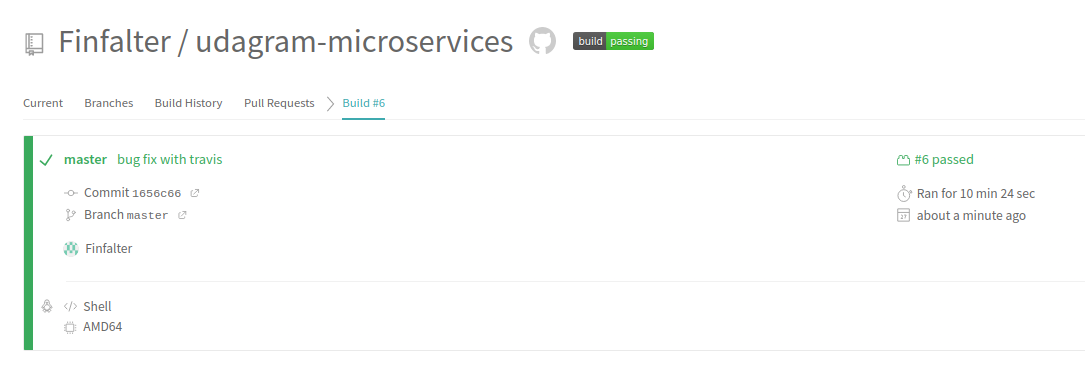 Finfalter / udagram-microservices build passing
Current Branches Build History Pull Requests Build #6
master bug fix with travis #6 passed
Commit 1656c66 Ran for 10 min 24 sec
Branch master about a minute ago
Finfalter
Shell
AMD64